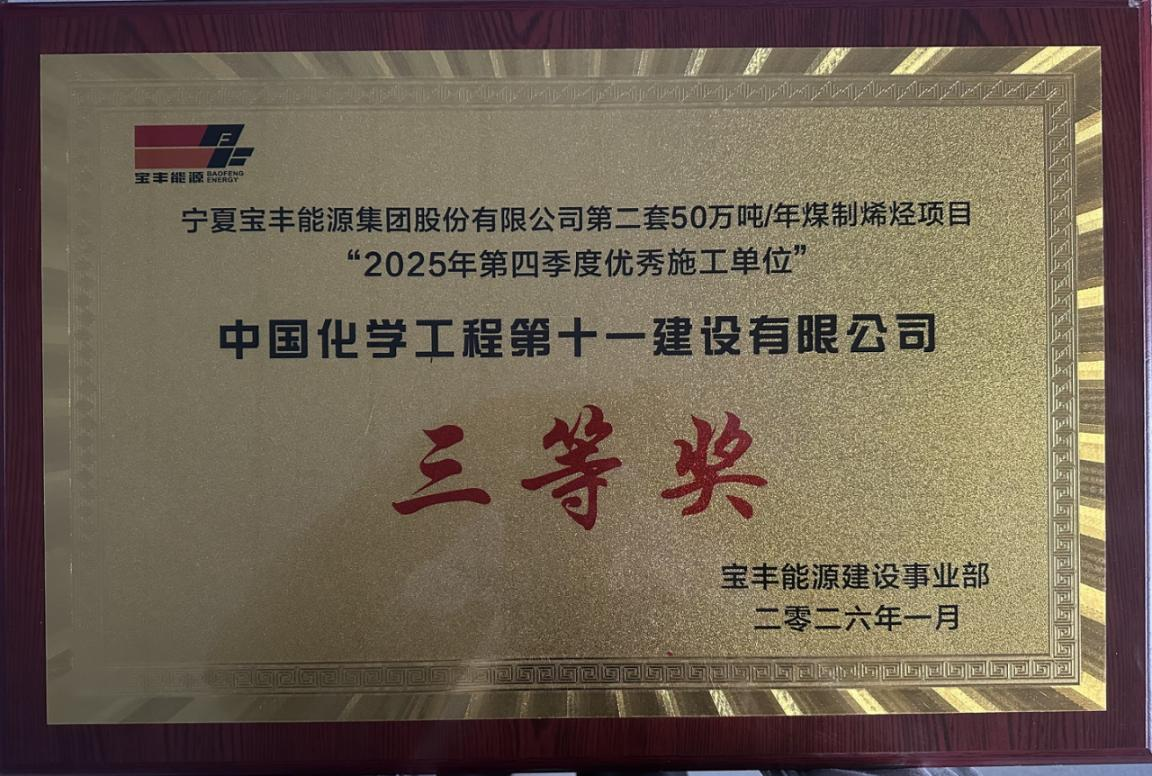 宝丰能源 BAOFENG ENERGY
宁夏宝丰能源集团股份有限公司第二套50万吨/年煤制烯烃项目
“2025年第四季度优秀施工单位”
中国化学工程第十一建设有限公司
三等奖
宝丰能源建设事业部
二零二六年一月